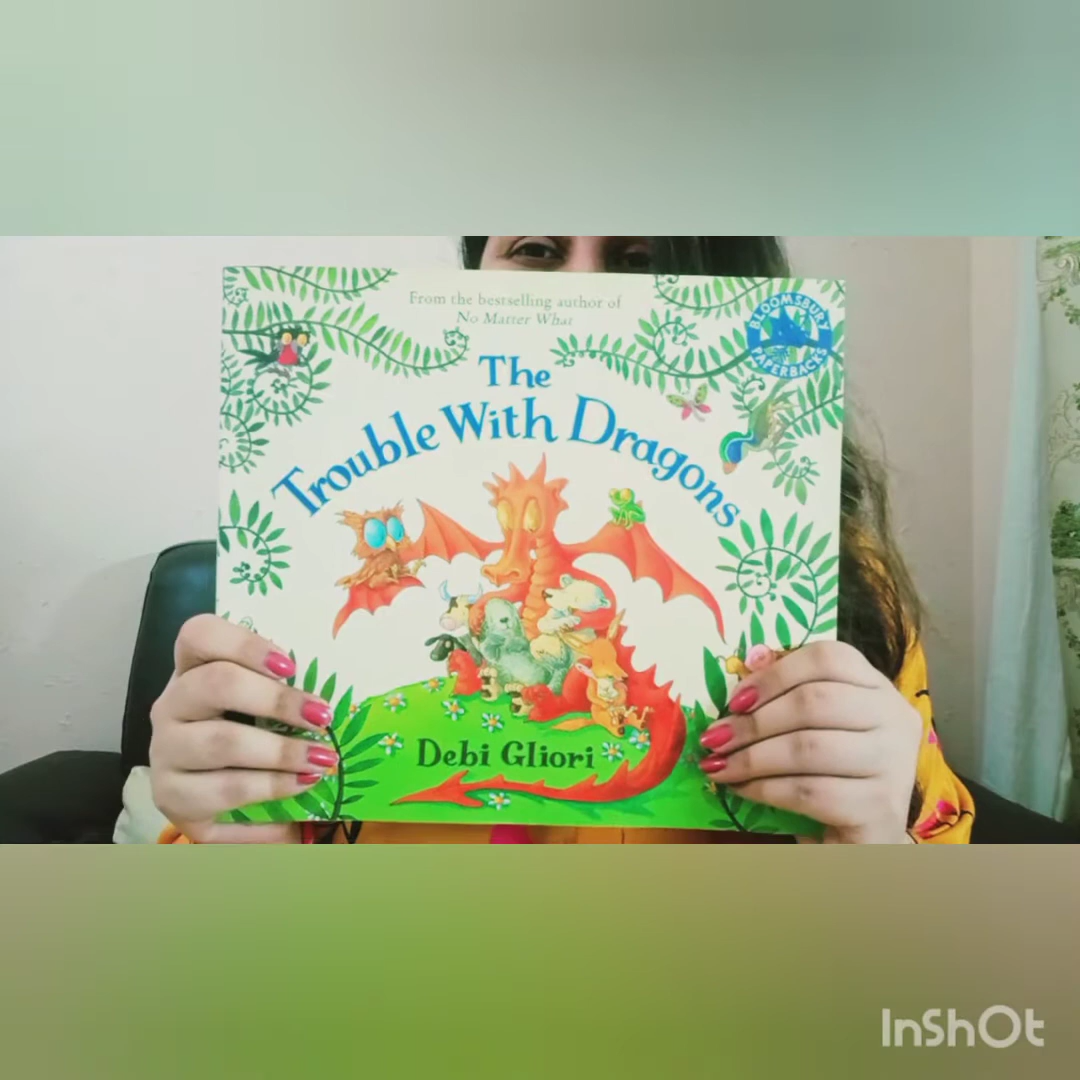 From the bestselling author of
No Matter What
BLOOMSBURY
PAPERBACKS
The
Trouble With Dragons
Debi Gliori
InShOt